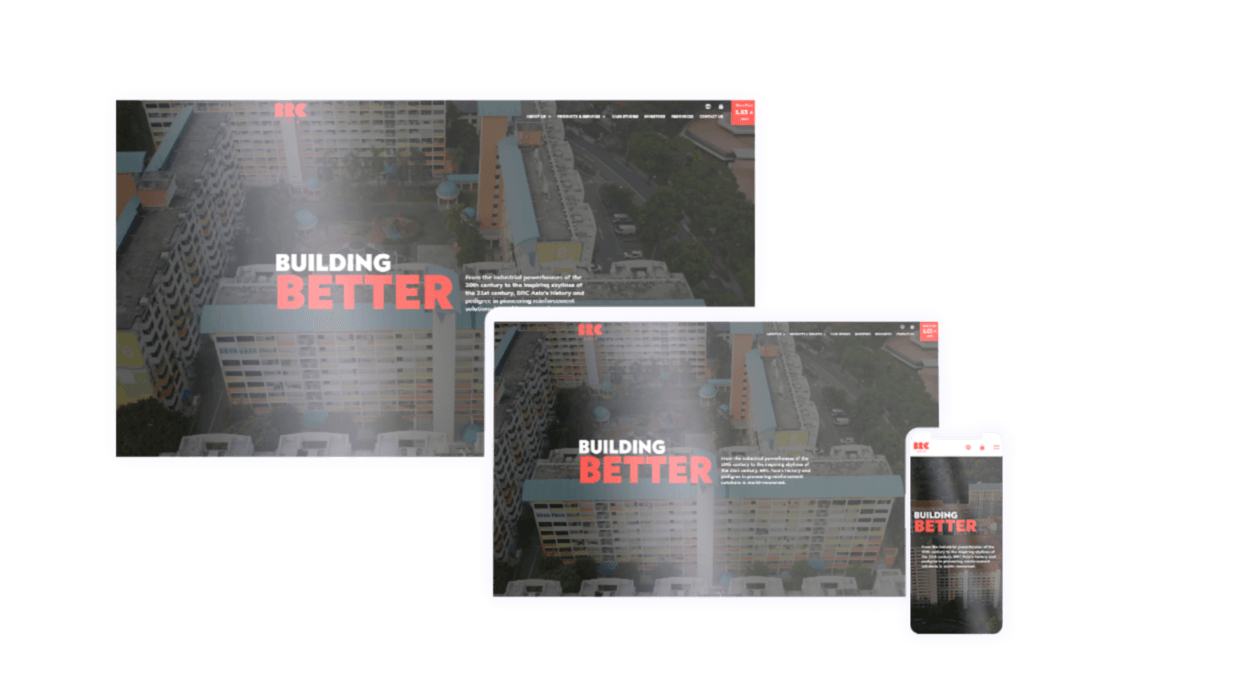 BRC
ABOUT US PRODUCTS & SERVICES CASE STUDIES INVESTORS RESOURCES CONTACT US
BUILDING
BETTER
From the industrial powerhouses of the
20th century to the inspiring skylines of
the 21st century, BRC Asia's history and
pedigree in pioneering reinforcement
solutions
BRC
BUILDING
BETTER
From the industrial powerhouses of the
20th century to the inspiring skylines of
the 21st century, BRC Asia's history and
pedigree in pioneering reinforcement
solutions is world-renowned.
BRC
BUILDING
BETTER
From the industrial powerhouses of the
20th century to the inspiring skylines of
the 21st century, BRC Asia's history and
pedigree in pioneering reinforcement
solutions is world-renowned.